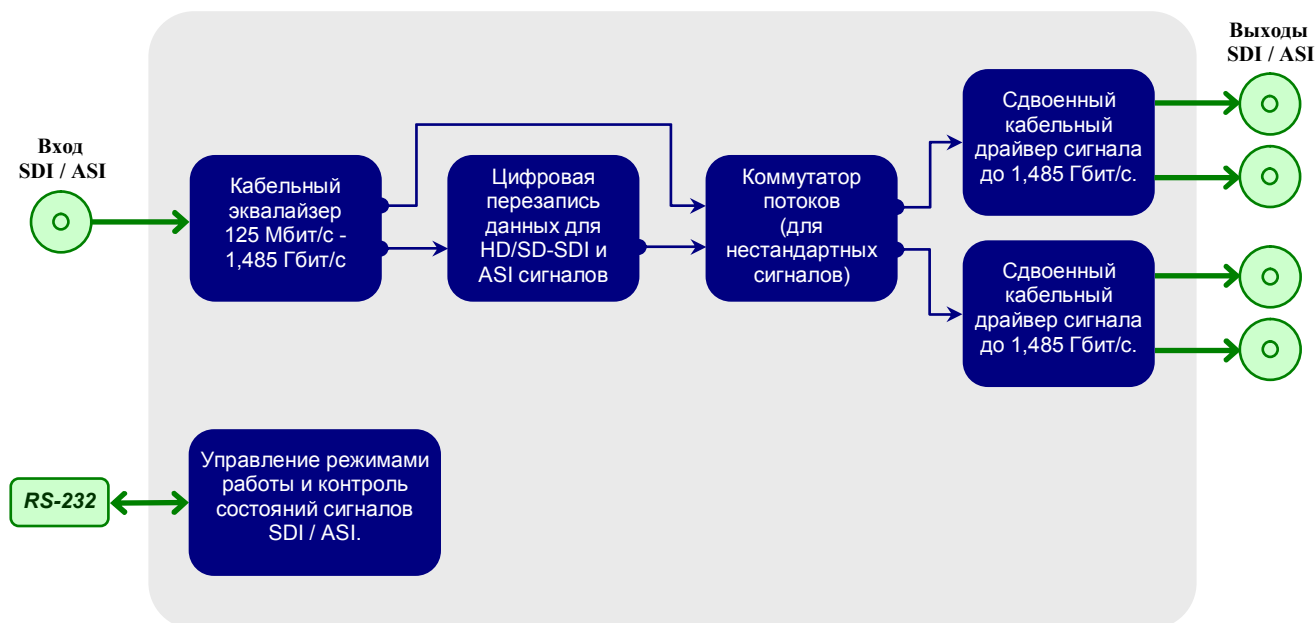 Вход
SDI / ASI
Кабельный
эквалайзер
125 Мбит/с -
1,485 Гбит/с
Цифровая
перезапись
данных для
HD/SD-SDI и
ASI сигналов
Коммутатор
потоков
(для
нестандартных
сигналов)
Сдвоенный
кабельный
драйвер сигнала
до 1,485 Гбит/с.
Сдвоенный
кабельный
драйвер сигнала
до 1,485 Гбит/с.
Выходы
SDI / ASI
RS-232
Управление режимами
работы и контроль
состояний сигналов
SDI / ASI.